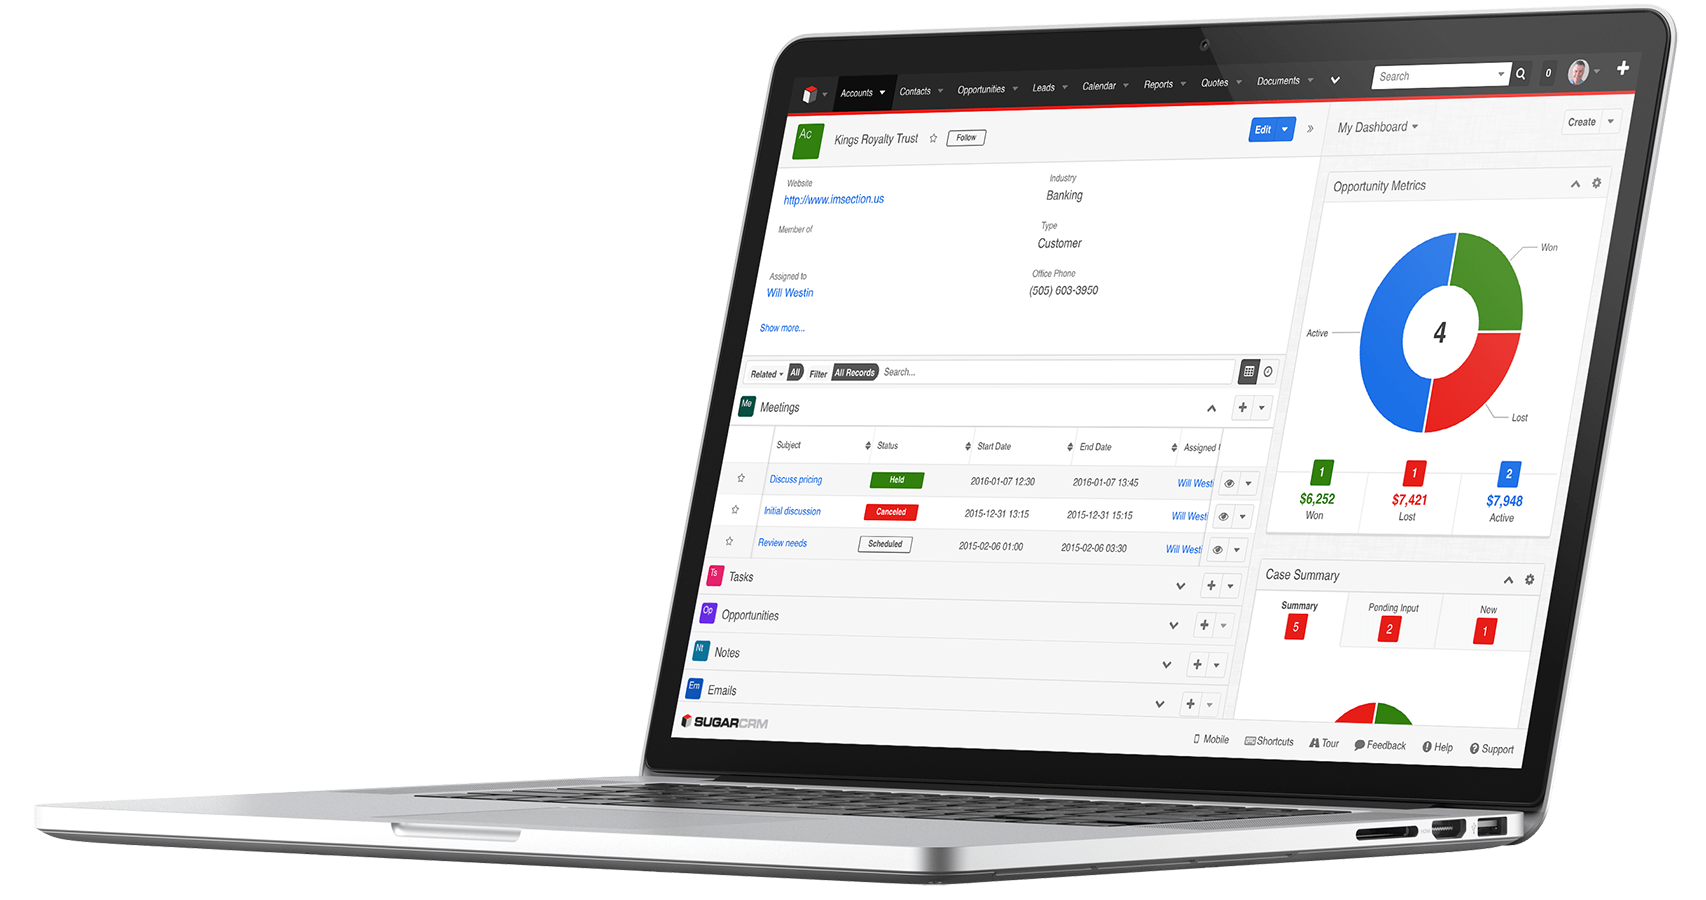 Accounts Contacts Opportunities Leads Calendar Reports Quotes Documents Search 0
Ac Kings Royalty Trust Follow Edit
My Dashboard Create
Website
http://www.imsection.us
Industry
Banking
Member of
Type
Customer
Assigned to
Will Westin
Office Phone
(505) 603-3950
Show more...
Related All Filter All Records Search...
Me Meetings
Subject Status Start Date End Date Assigned
Discuss pricing Held 2016-01-07 12:30 2016-01-07 13:45 Will Westi
Initial discussion Canceled 2015-12-31 13:15 2015-12-31 15:15 Will Westi
Review needs Scheduled 2015-02-06 01:00 2015-02-06 03:30 Will Westi
Ts Tasks
Op Opportunities
Nt Notes
Em Emails
Opportunity Metrics
Won
Active
4
Lost
1 1 2
$6,252 $7,421 $7,948
Won Lost Active
Case Summary
Summary Pending Input New
5 2 1
SUGARCRM
Mobile Shortcuts Tour Feedback Help Support